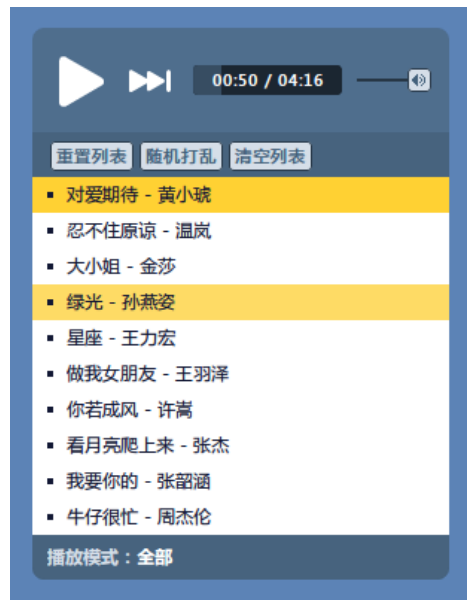 00:50 / 04:16
重置列表 随机打乱 清空列表
对爱期待 - 黄小琥
忍不住原谅 - 温岚
大小姐 - 金莎
绿光 - 孙燕姿
星座 - 王力宏
做我女朋友 - 王羽泽
你若成风 - 许嵩
看月亮爬上来 - 张杰
我要你的 - 张韶涵
牛仔很忙 - 周杰伦
播放模式：全部